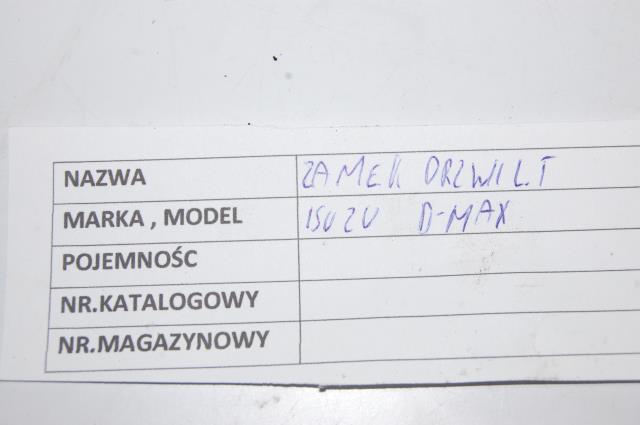 NAZWA ZAMEK DRZWI L.T
MARKA , MODEL ISUZU D-MAX
POJEMNOŚC
NR.KATALOGOWY
NR.MAGAZYNOWY